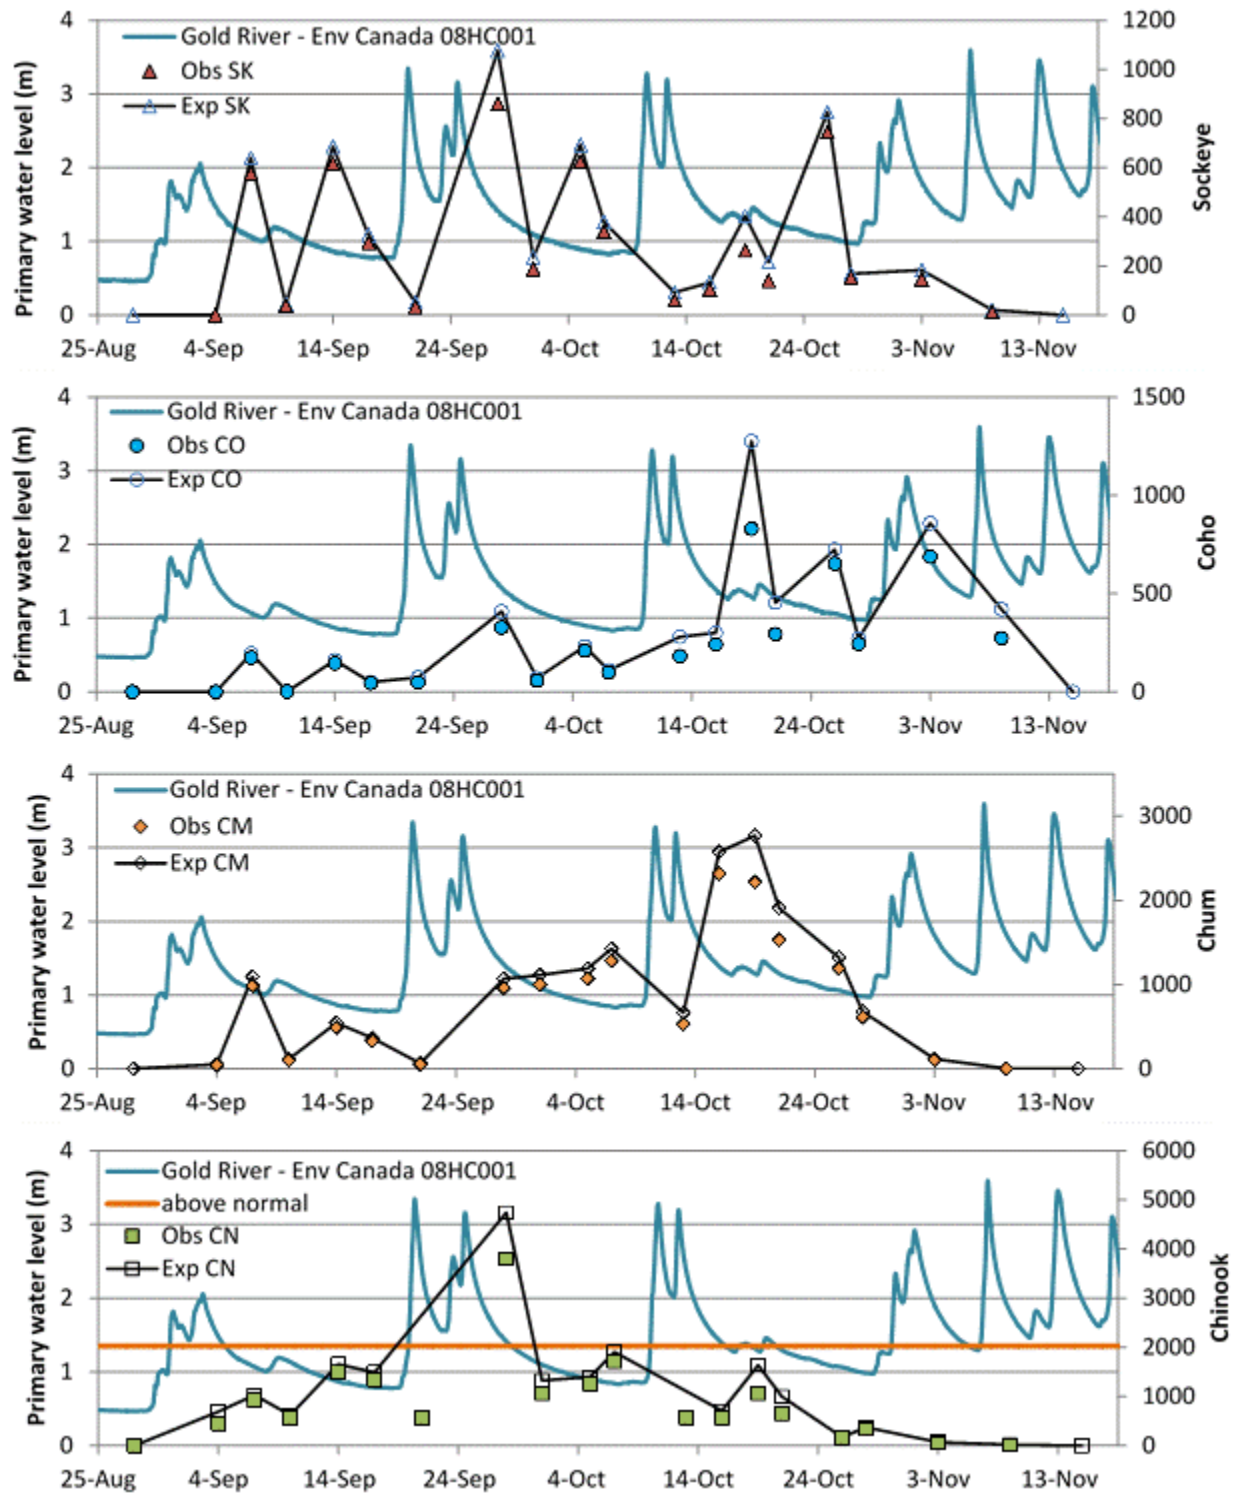 4
3
2
1
0
Primary water level (m)
Gold River - Env Canada 08HC001
Obs SK
Exp SK
1200
1000
800
600
400
200
0
Sockeye
25-Aug 4-Sep 14-Sep 24-Sep 4-Oct 14-Oct 24-Oct 3-Nov 13-Nov
4
3
2
1
0
Primary water level (m)
Gold River - Env Canada 08HC001
Obs CO
Exp CO
1500
1000
500
0
Coho
25-Aug 4-Sep 14-Sep 24-Sep 4-Oct 14-Oct 24-Oct 3-Nov 13-Nov
4
3
2
1
0
Primary water level (m)
Gold River - Env Canada 08HC001
Obs CM
Exp CM
3000
2000
1000
0
Chum
25-Aug 4-Sep 14-Sep 24-Sep 4-Oct 14-Oct 24-Oct 3-Nov 13-Nov
4
3
2
1
0
Primary water level (m)
Gold River - Env Canada 08HC001
above normal
Obs CN
Exp CN
6000
5000
4000
3000
2000
1000
0
Chinook
25-Aug 4-Sep 14-Sep 24-Sep 4-Oct 14-Oct 24-Oct 3-Nov 13-Nov